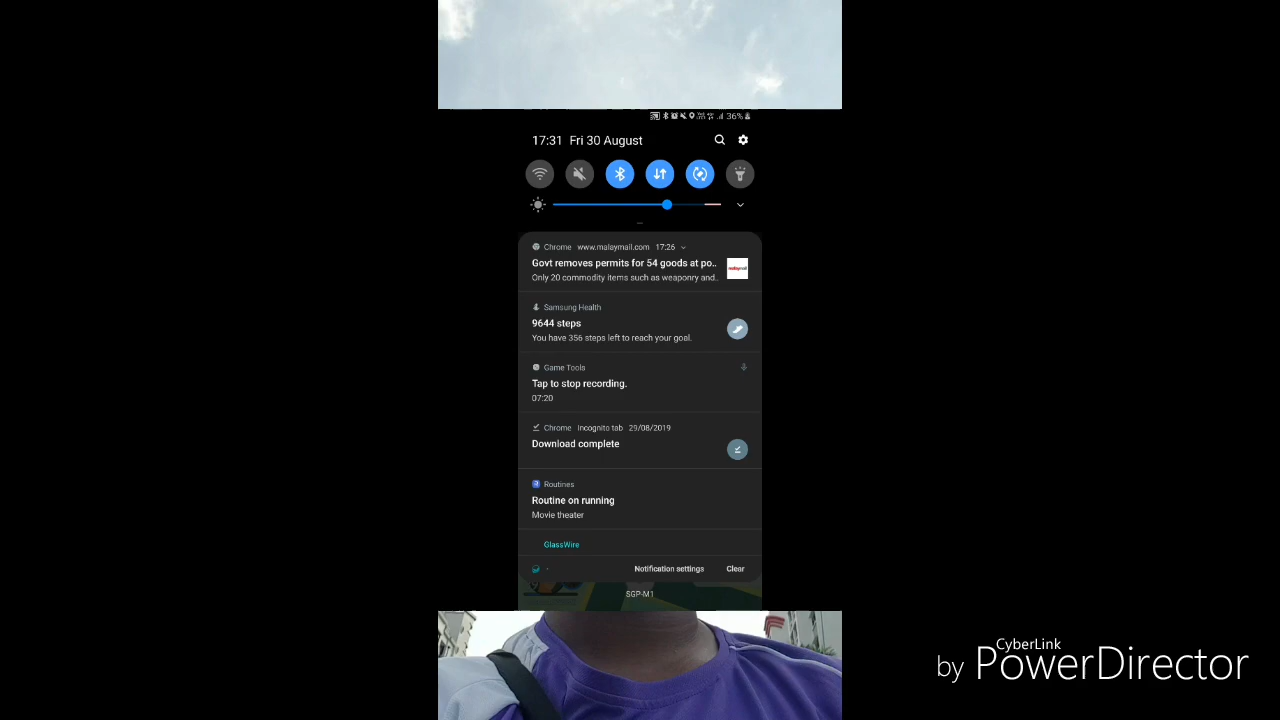 36%
17:31 Fri 30 August
Chrome www.malaymail.com 17:26
Govt removes permits for 54 goods at po..
Only 20 commodity items such as weaponry and..
malaymail
Samsung Health
9644 steps
You have 356 steps left to reach your goal.
Game Tools
Tap to stop recording.
07:20
Chrome Incognito tab 29/08/2019
Download complete
Routines
Routine on running
Movie theater
GlassWire
Notification settings Clear
SGP-M1
CyberLink
by PowerDirector